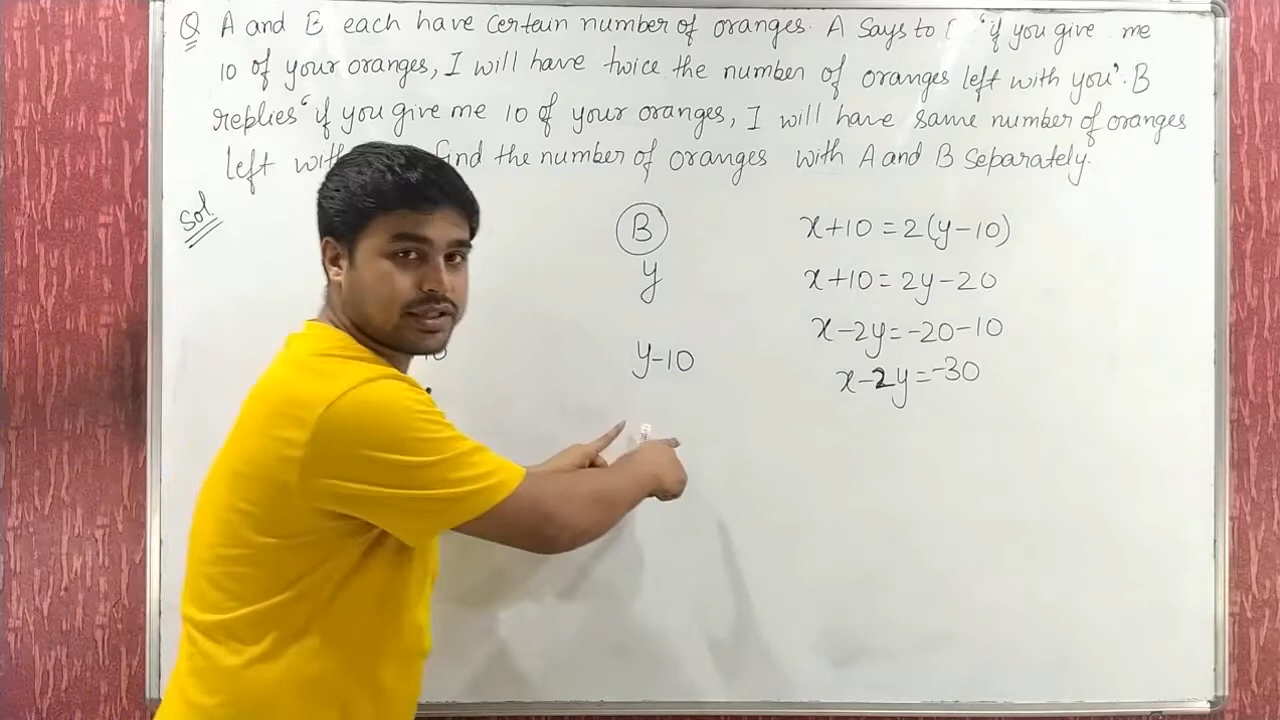 Q A and B each have certain number of oranges. A says to "if you give me
10 of your oranges, I will have twice the number of oranges left with you". B
replies "if you give me 10 of your oranges, I will have same number of oranges
left with find the number of oranges with A and B separately.
Sol
B
y
10
y-10
x+10=2(y-10)
x+10=2y-20
x-2y=-20-10
x-2y=-30